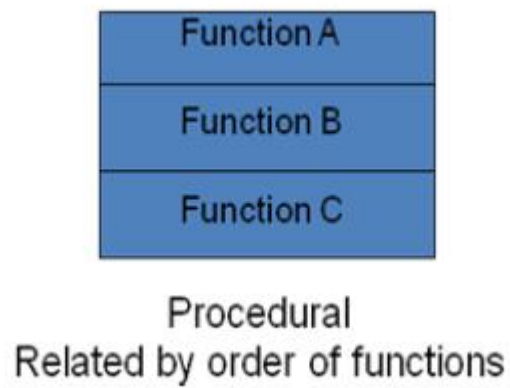 Function A
Function B
Function C
Procedural
Related by order of functions